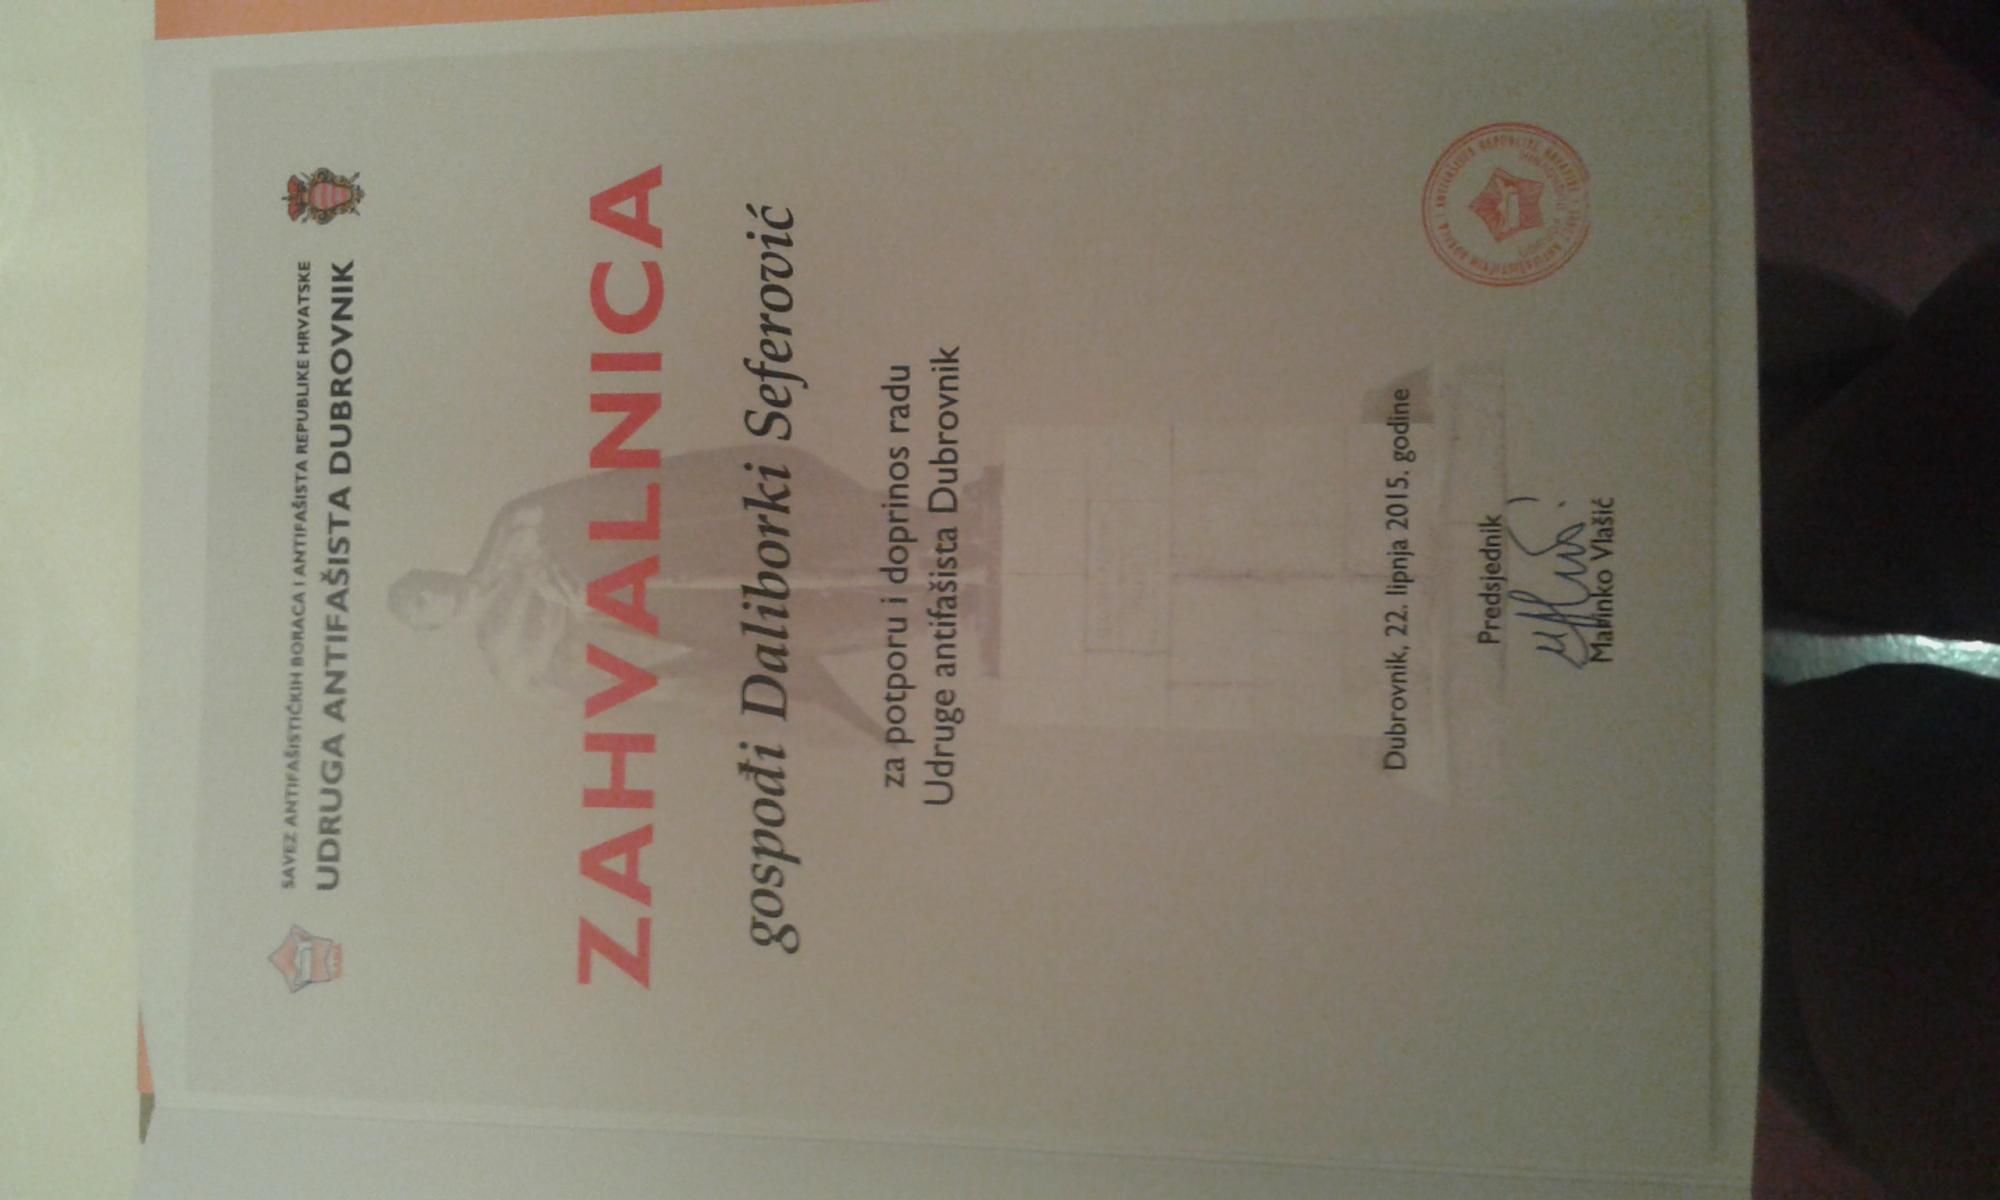 SAVEZ ANTIFAŠISTIČKIH BORACA I ANTIFAŠISTA REPUBLIKE HRVATSKE
UDRUGA ANTIFAŠISTA DUBROVNIK
ZAHVALNICA
gospođi Daliborki Seferović
za potporu i doprinos radu
Udruge antifašista Dubrovnik
Dubrovnik, 22. lipnja 2015. godine
Predsjednik
Marinko Vlašić